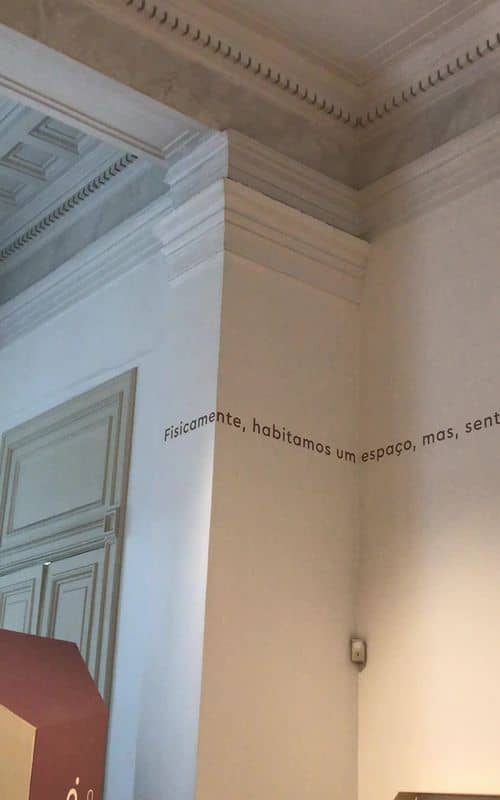 Fisicamente, habitamos um espaço, mas, sent